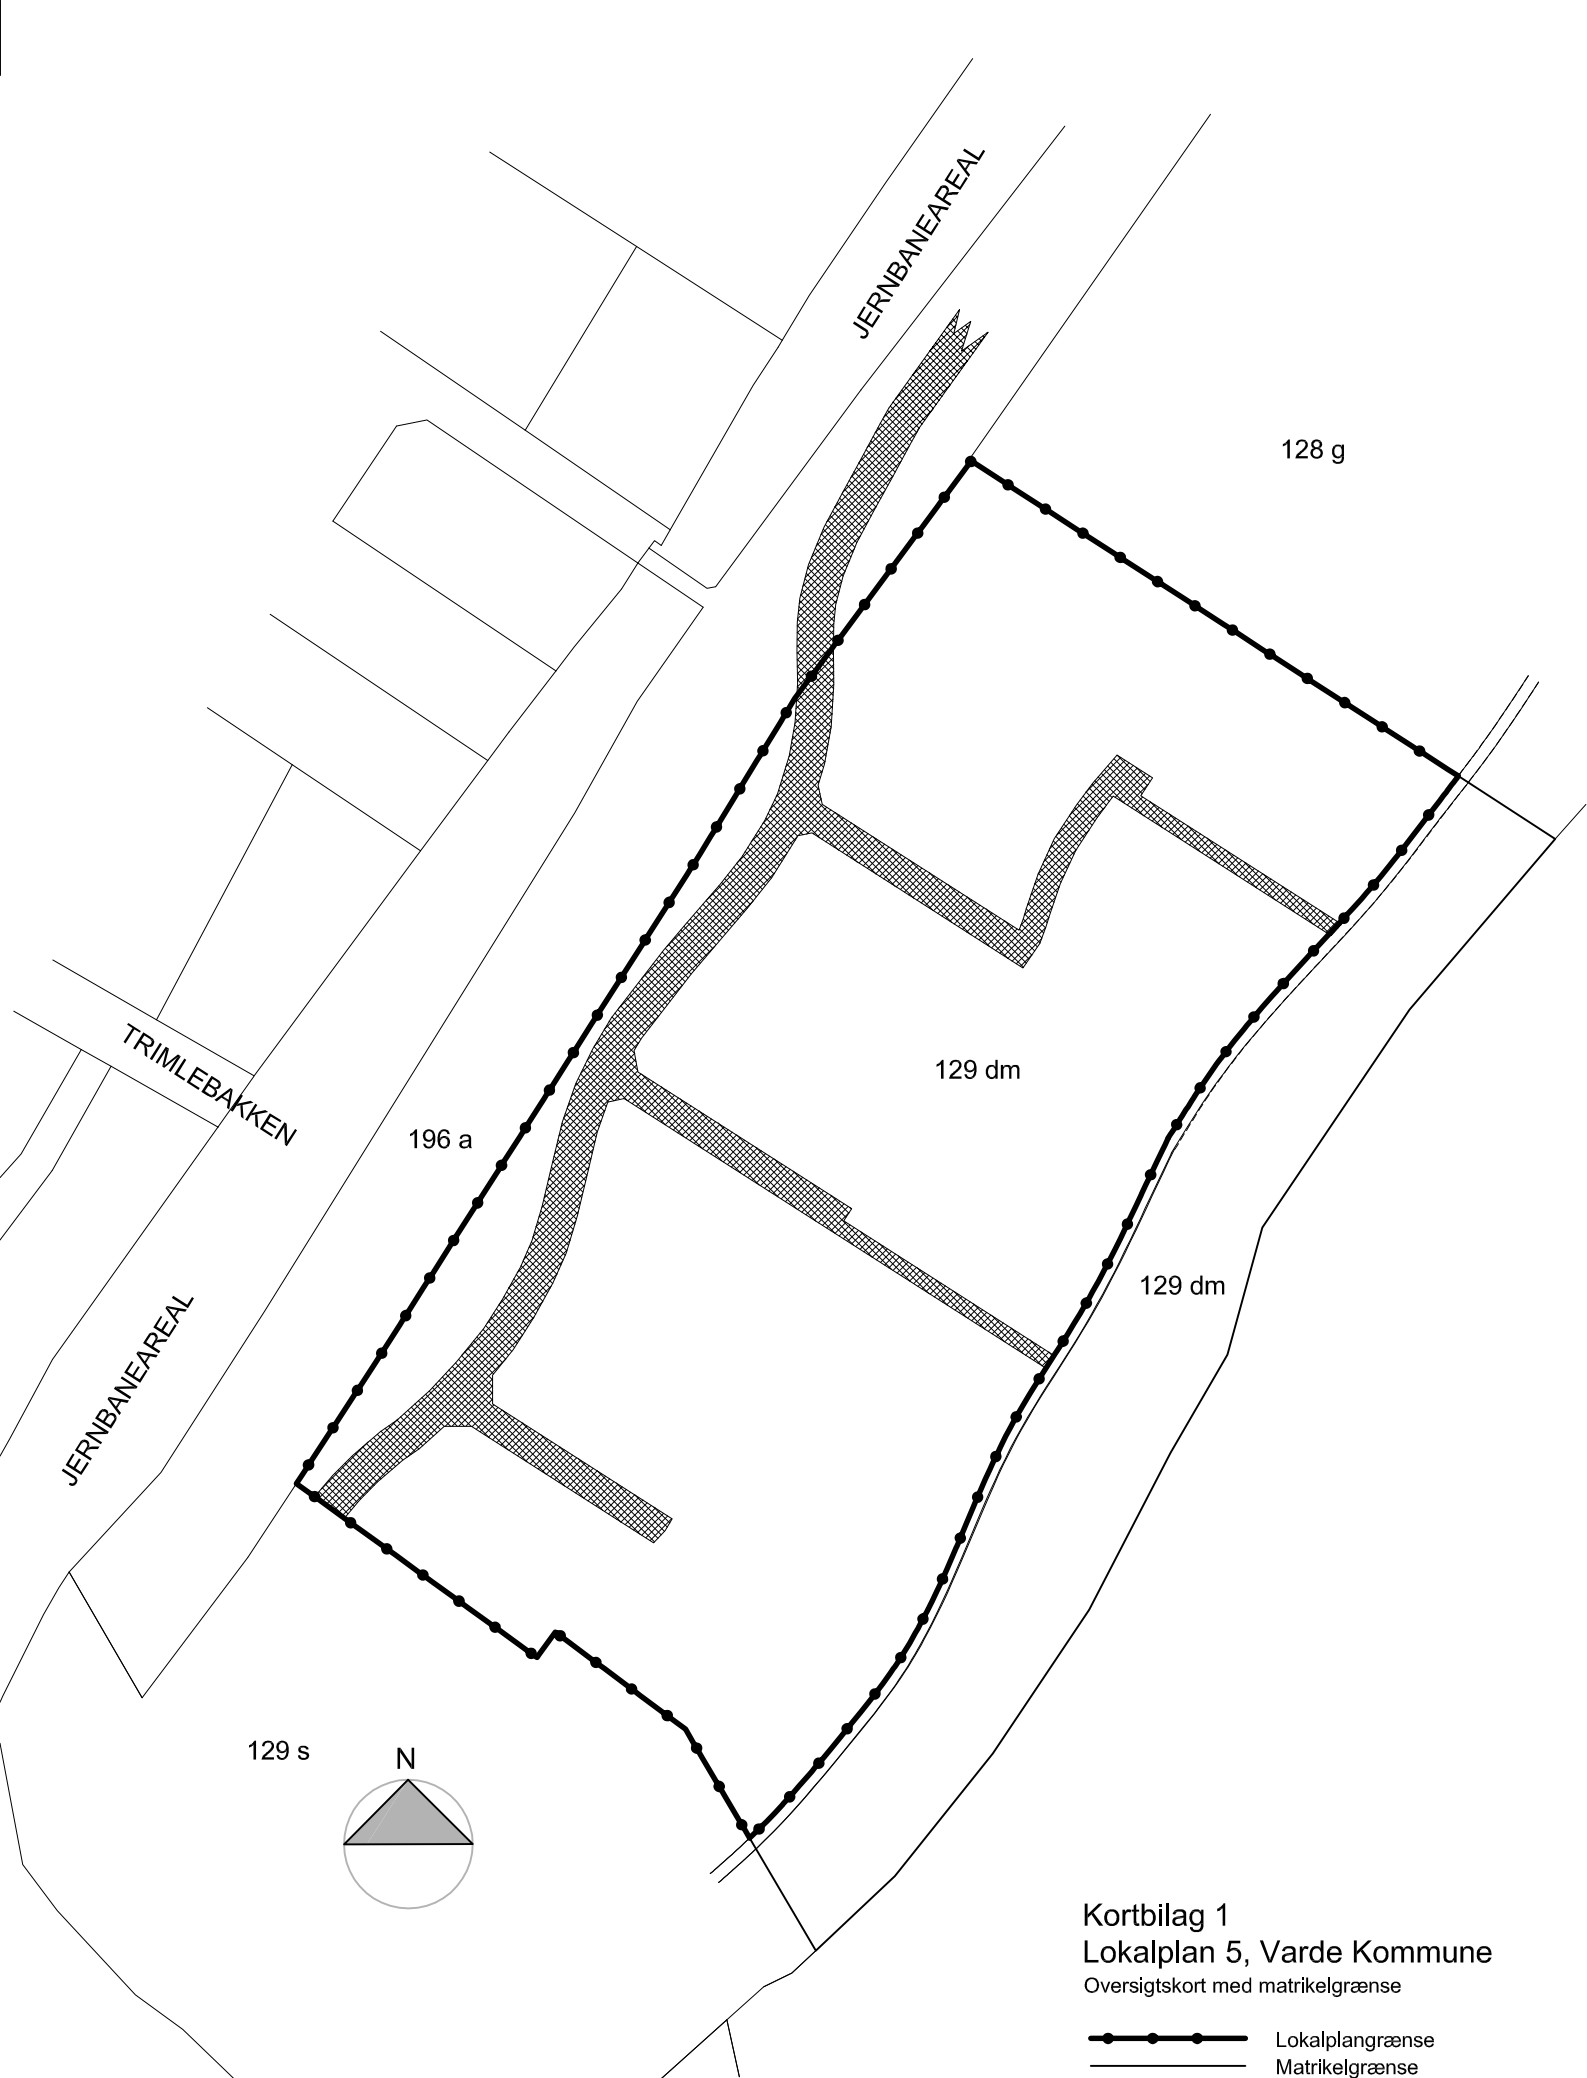 JERNBANEAREAL
128 g
129 dm
TRIMLEBAKKEN
196 a
129 dm
JERNBANEAREAL
129 s
N
Kortbilag 1
Lokalplan 5, Varde Kommune
Oversigtskort med matrikelgrænse
Lokalplangrænse
Matrikelgrænse